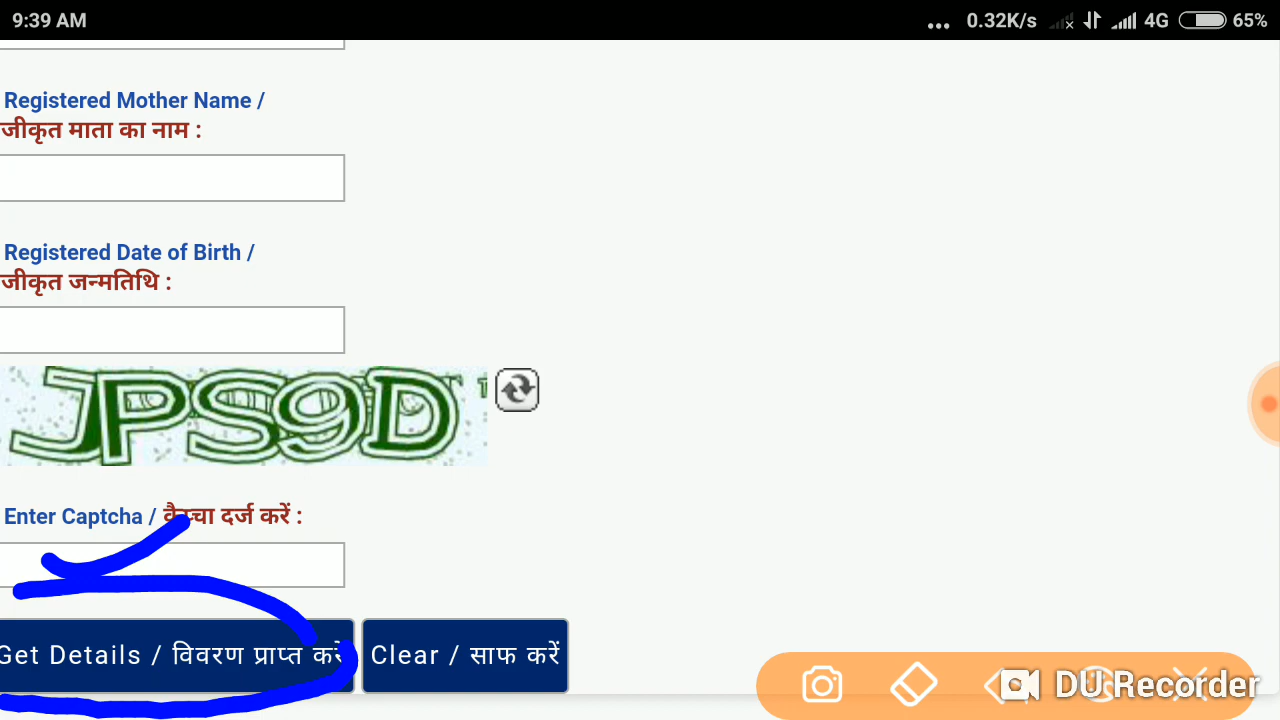 9:39 AM ... 0.32K/s 4G 65%
Registered Mother Name /
जीकृत माता का नाम :
Registered Date of Birth /
जीकृत जन्मतिथि :
JPS9D
Enter Captcha / कैप्चा दर्ज करें :
Get Details / विवरण प्राप्त करें Clear / साफ करें
DU Recorder